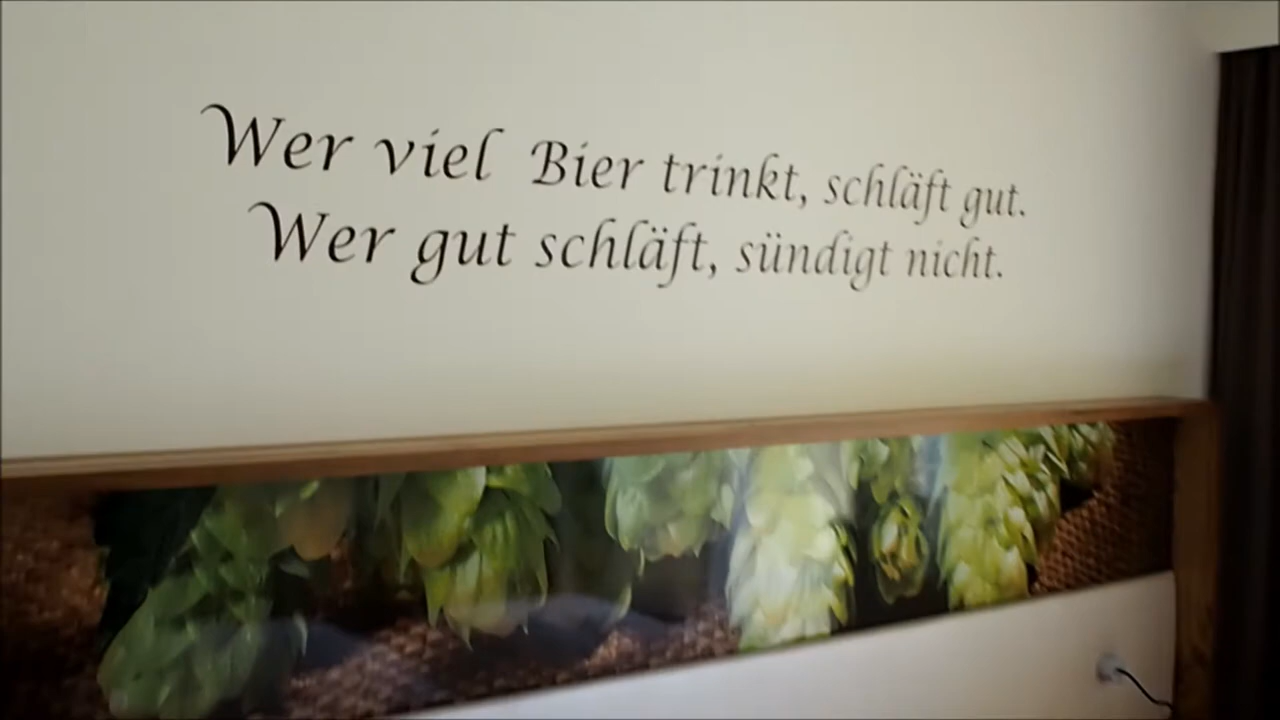 Wer viel Bier trinkt, schläft gut.
Wer gut schläft, sündigt nicht.